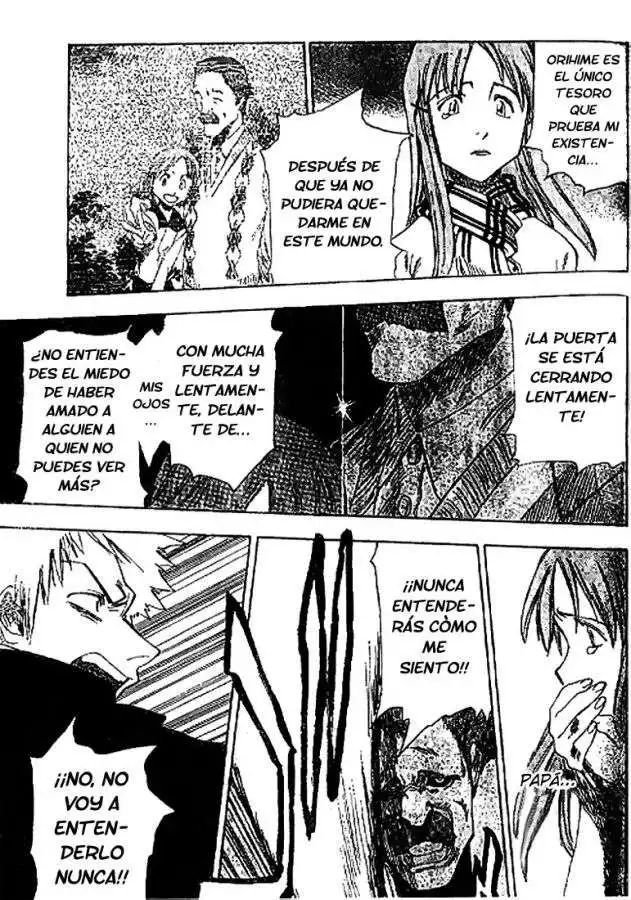 ORIHIME ES
EL ÚNICO
TESORO
QUE
PRUEBA MI
EXISTEN-
CIA...
DESPUÉS DE
QUE YA NO
PUDIERA QUE-
DARME EN
ESTE MUNDO.
¡LA PUERTA
SE ESTÁ
CERRANDO
LENTAMENTE!
CON MUCHA
FUERZA Y
LENTAMEN-
TE, DELAN-
TE DE...
MIS
OJOS
...
¿NO ENTIEN-
DES EL MIEDO
DE HABER
AMADO A
ALGUIEN A
QUIEN NO
PUEDES VER
MÁS?
PAPÁ...
¡¡NUNCA
ENTENDE-
RÁS CÒMO
ME
SIENTO!!
¡¡NO, NO
VOY A
ENTEN-
DERLO
NUNCA!!